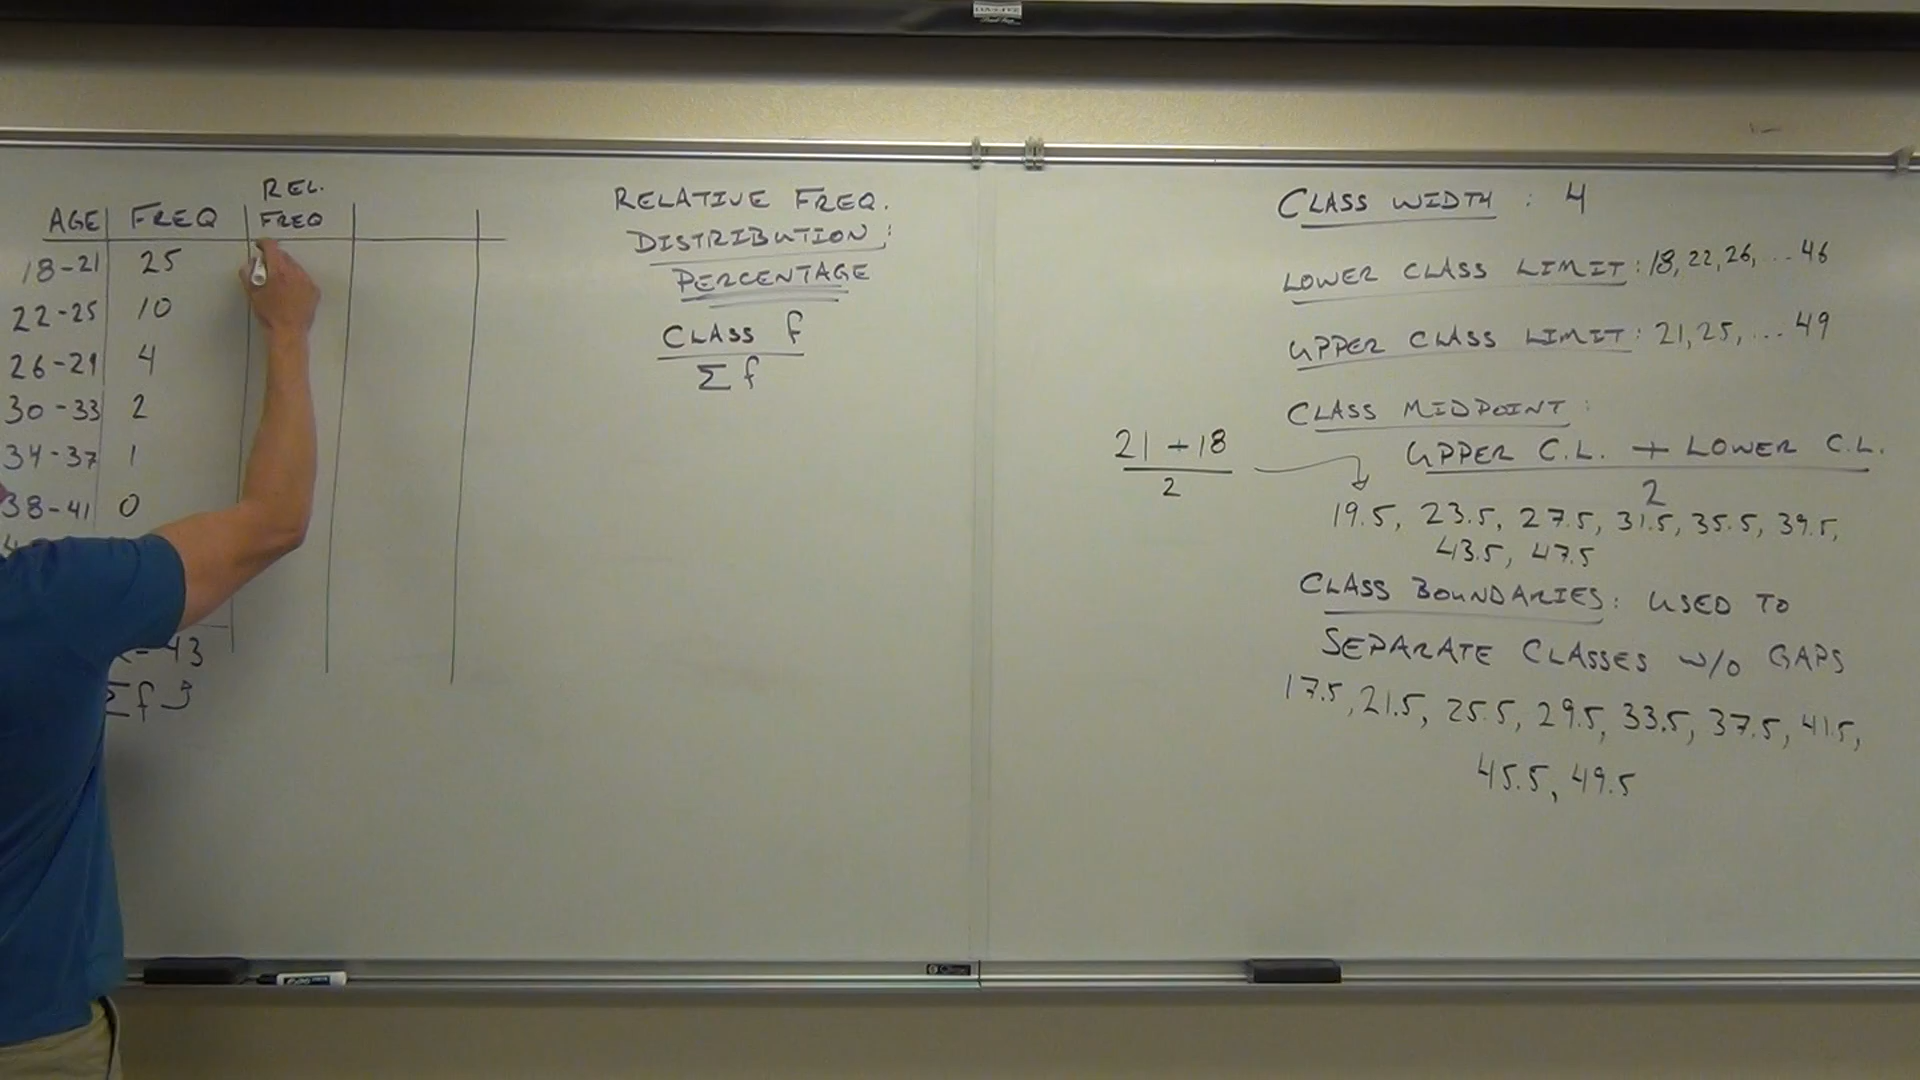 REL.
AGE FREQ FREQ
18-21 25
22-25 10
26-29 4
30-33 2
34-37 1
38-41 0
= 43
Σf
RELATIVE FREQ.
DISTRIBUTION:
PERCENTAGE
CLASS f
Σf
CLASS WIDTH : 4
LOWER CLASS LIMIT: 18, 22, 26, ... 46
UPPER CLASS LIMIT: 21, 25, ... 49
CLASS MIDPOINT:
UPPER C.L. + LOWER C.L.
2
21 + 18
2
19.5, 23.5, 27.5, 31.5, 35.5, 39.5,
43.5, 47.5
CLASS BOUNDARIES: USED TO
SEPARATE CLASSES W/O GAPS
17.5, 21.5, 25.5, 29.5, 33.5, 37.5, 41.5,
45.5, 49.5